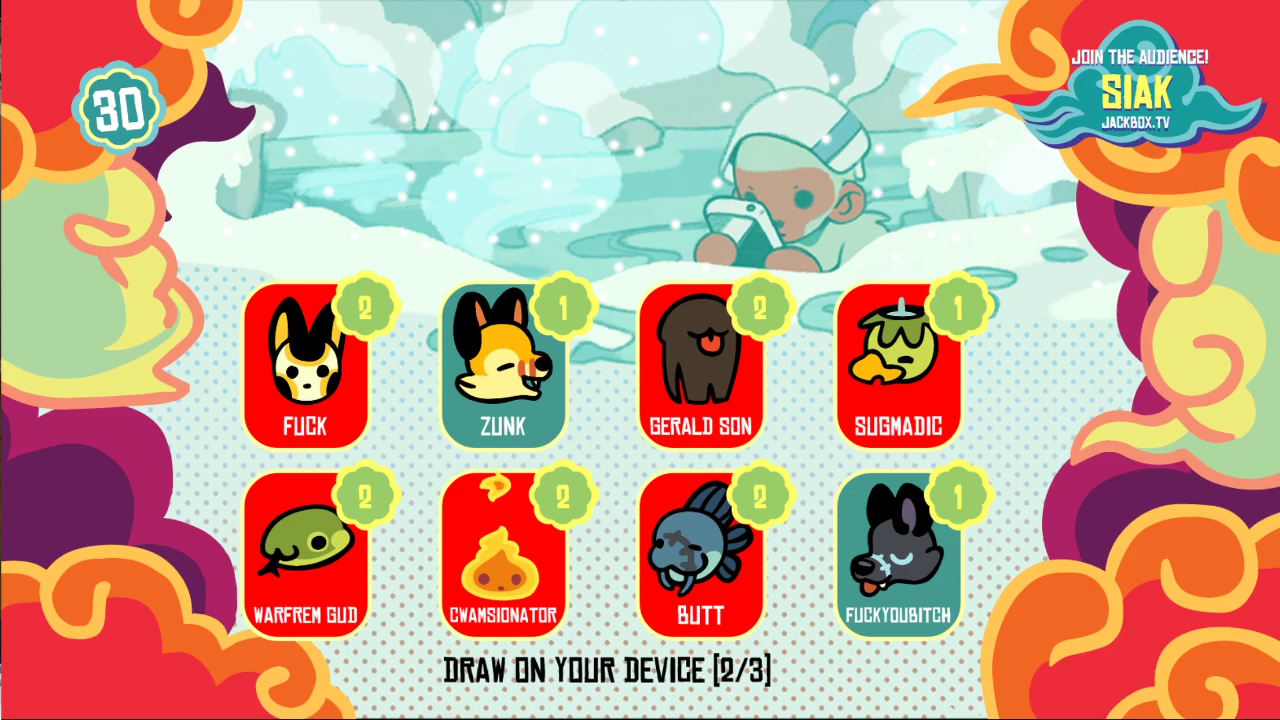 30
JOIN THE AUDIENCE!
SIAK
JACKBOX.TV
2
1
2
1
FUCK
ZUNK
GERALD SON
SUGMADIC
2
2
2
1
WARFREM GUD
CWAMSIONATOR
BUTT
FUCKYOUBITCH
DRAW ON YOUR DEVICE [2/3]